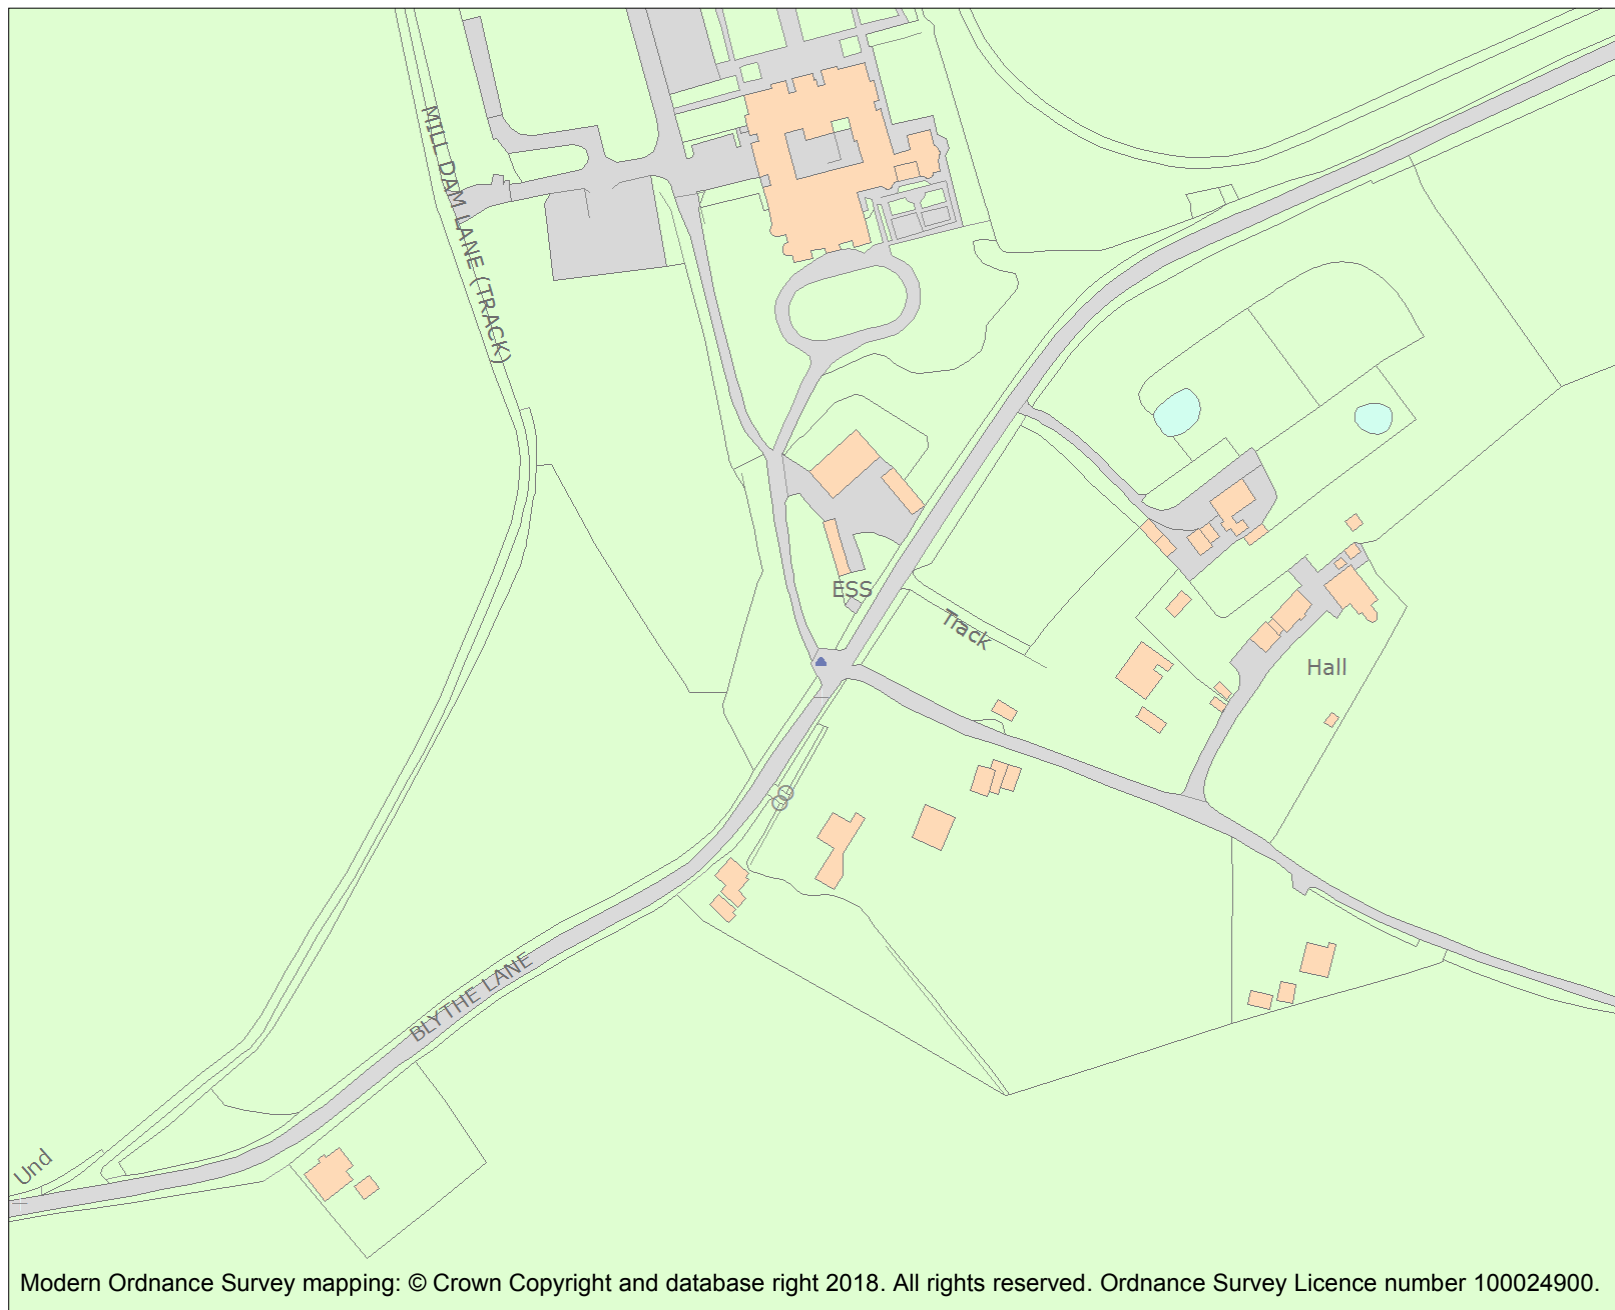 MILL DAM LANE (TRACK)
ESS
Track
Hall
BLYTHE LANE
Und
Modern Ordnance Survey mapping: © Crown Copyright and database right 2018. All rights reserved. Ordnance Survey Licence number 100024900.